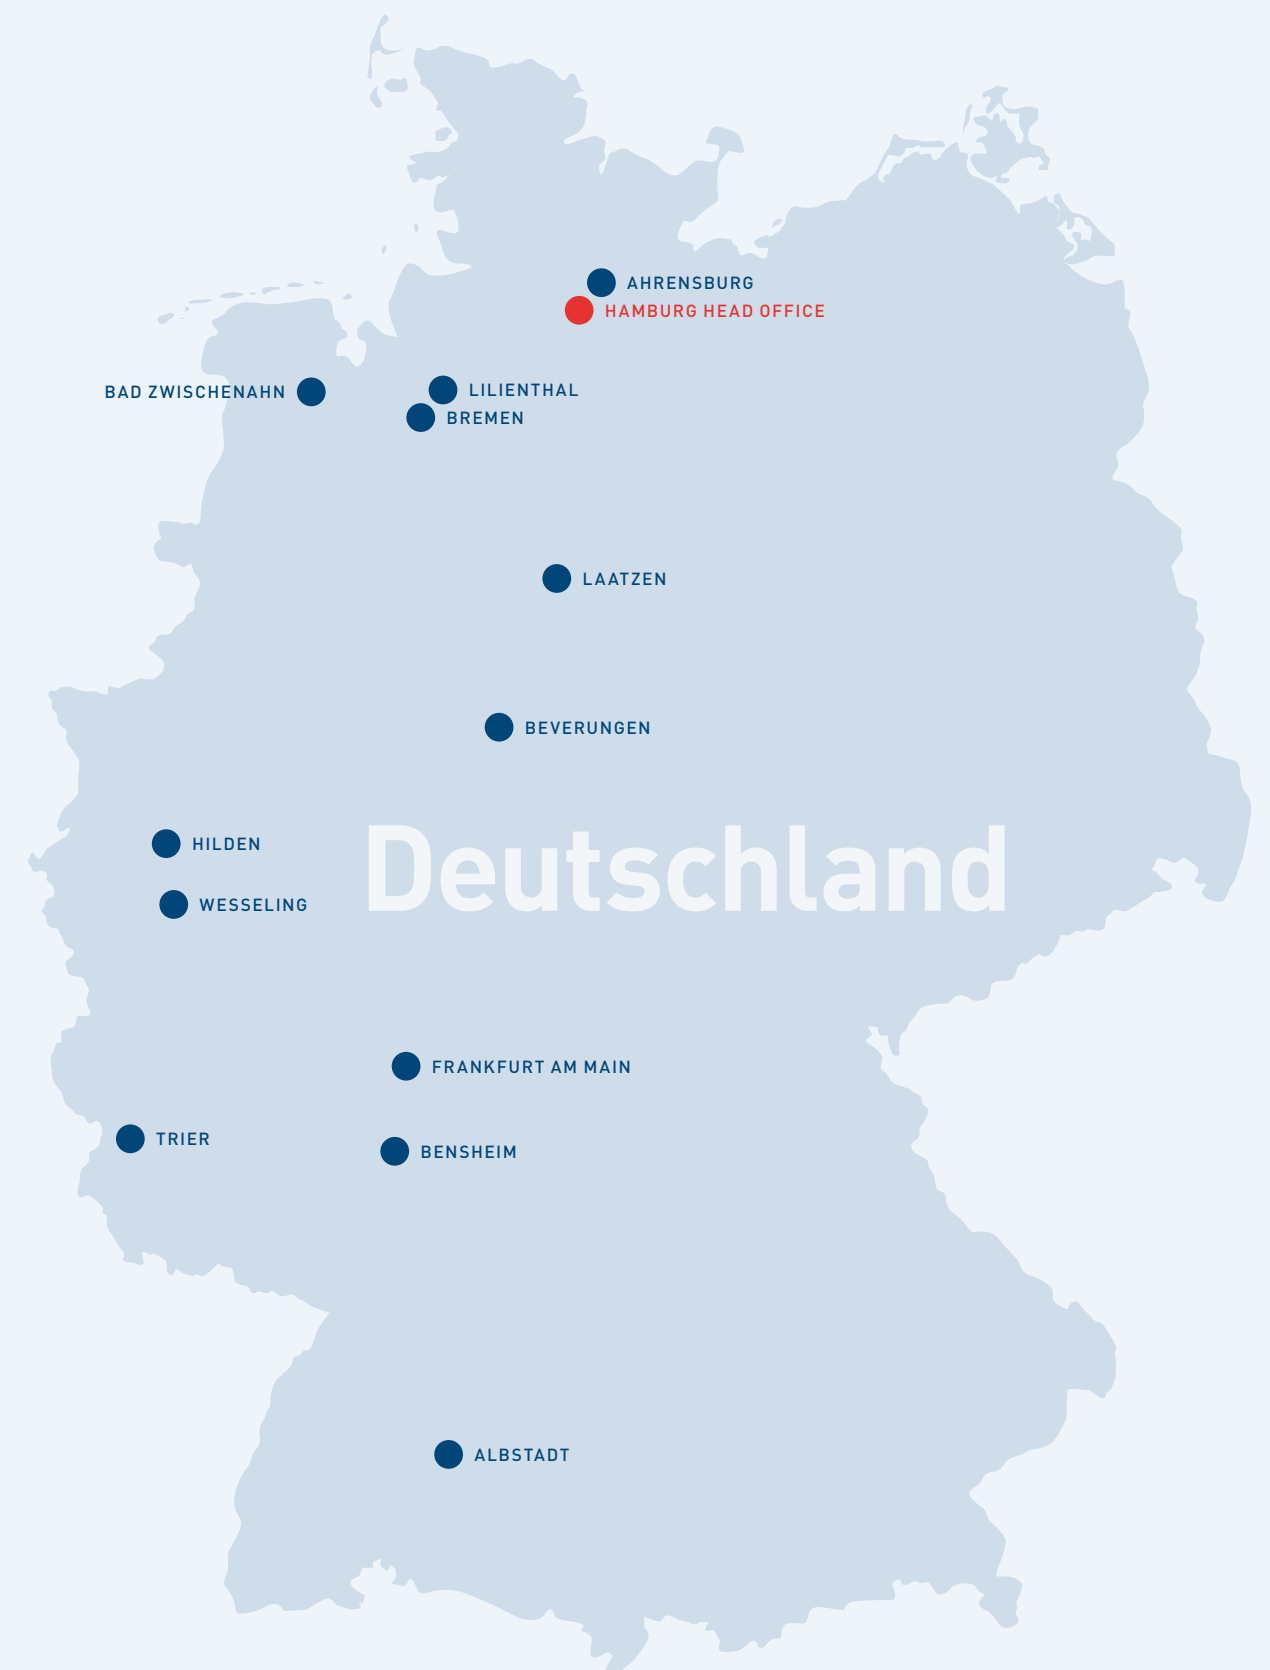 AHRENSBURG
HAMBURG HEAD OFFICE
BAD ZWISCHENAHN
LILIENTHAL
BREMEN
LAATZEN
BEVERUNGEN
HILDEN
Deutschland
WESSELING
FRANKFURT AM MAIN
TRIER
BENSHEIM
ALBSTADT